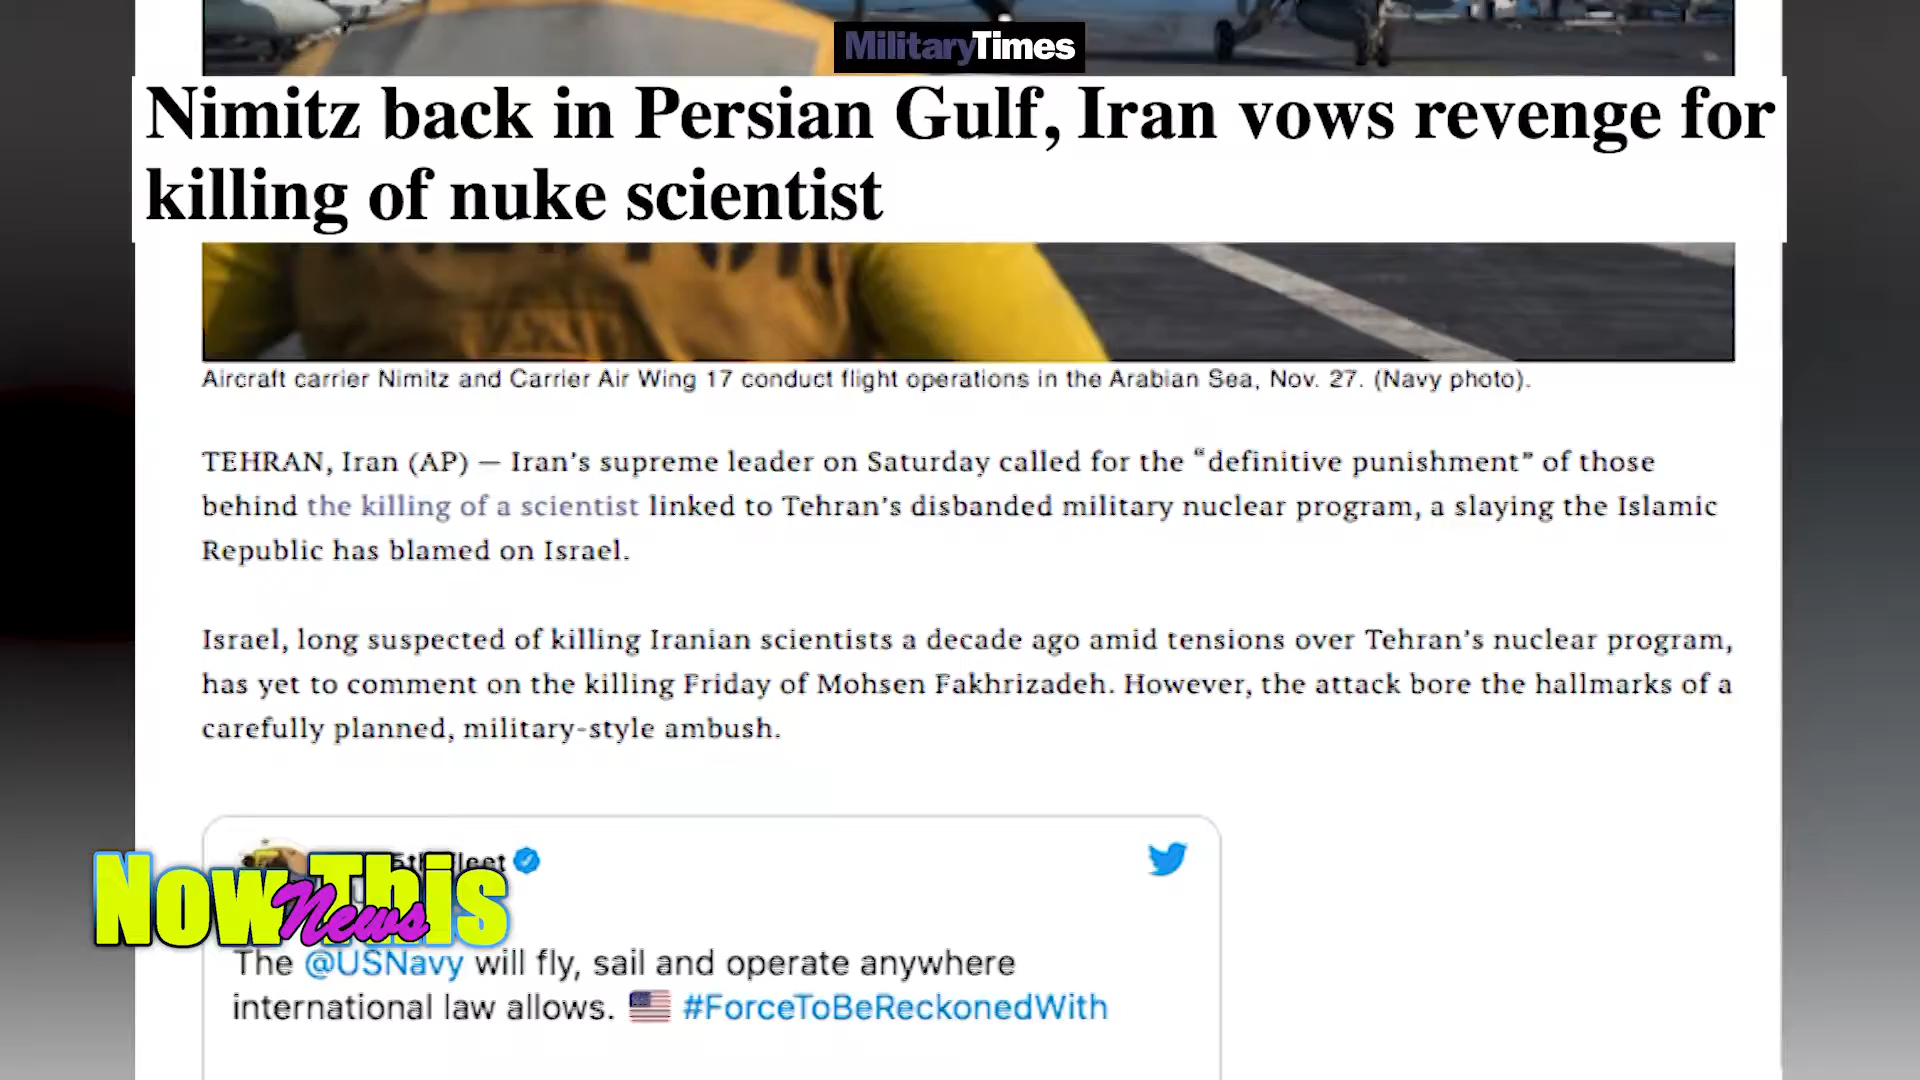 MilitaryTimes
Nimitz back in Persian Gulf, Iran vows revenge for
killing of nuke scientist
Aircraft carrier Nimitz and Carrier Air Wing 17 conduct flight operations in the Arabian Sea, Nov. 27. (Navy photo).
TEHRAN, Iran (AP) — Iran’s supreme leader on Saturday called for the “definitive punishment” of those
behind the killing of a scientist linked to Tehran’s disbanded military nuclear program, a slaying the Islamic
Republic has blamed on Israel.
Israel, long suspected of killing Iranian scientists a decade ago amid tensions over Tehran’s nuclear program,
has yet to comment on the killing Friday of Mohsen Fakhrizadeh. However, the attack bore the hallmarks of a
carefully planned, military-style ambush.
5th Fleet
Now This
News
The @USNavy will fly, sail and operate anywhere
international law allows. 🇺🇸 #ForceToBeReckonedWith